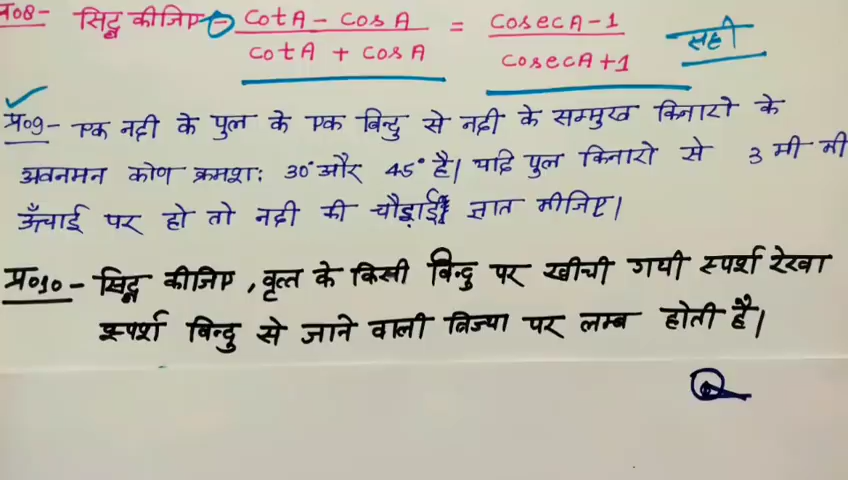 प्र08- सिद्ध कीजिए- cotA - cosA / cotA + cosA = cosecA-1 / cosecA+1 सही
प्र09- एक नदी के पुल के एक बिन्दु से नदी के सम्मुख किनारो के
अवनमन कोण क्रमश: 30° और 45° है। यदि पुल किनारो से 3 मी की
ऊँचाई पर हो तो नदी की चौड़ाई ज्ञात कीजिए।
प्र010- सिद्ध कीजिए, वृत्त के किसी बिन्दु पर खींची गयी स्पर्श रेखा
स्पर्श बिन्दु से जाने वाली त्रिज्या पर लम्ब होती है।